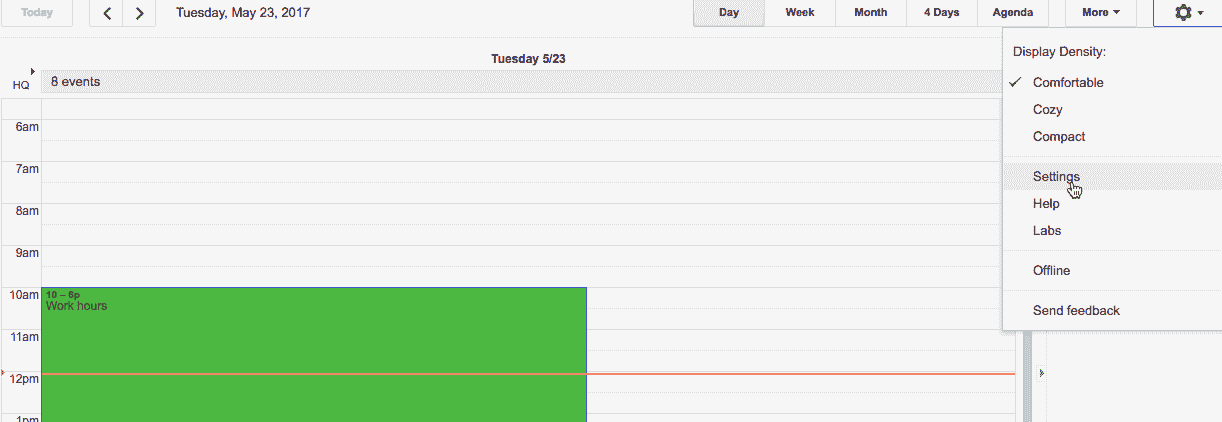 Today
Tuesday, May 23, 2017
Day
Week
Month
4 Days
Agenda
More
Tuesday 5/23
HQ
8 events
6am
7am
8am
9am
10am
10 – 6p
Work hours
11am
12pm
1pm
Display Density:
Comfortable
Cozy
Compact
Settings
Help
Labs
Offline
Send feedback